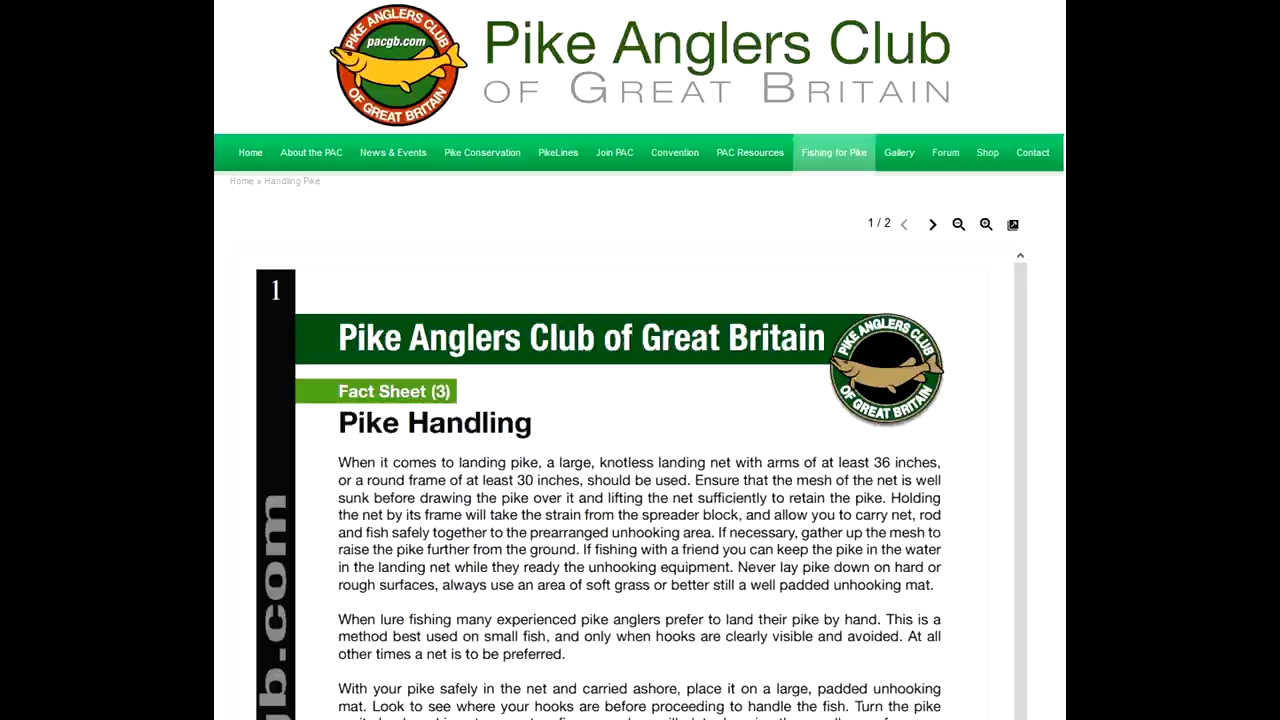 PIKE ANGLERS CLUB
pacgb.com
OF GREAT BRITAIN
Pike Anglers Club
OF GREAT BRITAIN
Home About the PAC News & Events Pike Conservation PikeLines Join PAC Convention PAC Resources Fishing for Pike Gallery Forum Shop Contact
Home » Handling Pike
1 / 2
1
Pike Anglers Club of Great Britain
PIKE ANGLERS CLUB
OF GREAT BRITAIN
Fact Sheet (3)
Pike Handling
When it comes to landing pike, a large, knotless landing net with arms of at least 36 inches,
or a round frame of at least 30 inches, should be used. Ensure that the mesh of the net is well
sunk before drawing the pike over it and lifting the net sufficiently to retain the pike. Holding
the net by its frame will take the strain from the spreader block, and allow you to carry net, rod
and fish safely together to the prearranged unhooking area. If necessary, gather up the mesh to
raise the pike further from the ground. If fishing with a friend you can keep the pike in the water
in the landing net while they ready the unhooking equipment. Never lay pike down on hard or
rough surfaces, always use an area of soft grass or better still a well padded unhooking mat.
When lure fishing many experienced pike anglers prefer to land their pike by hand. This is a
method best used on small fish, and only when hooks are clearly visible and avoided. At all
other times a net is to be preferred.
With your pike safely in the net and carried ashore, place it on a large, padded unhooking
mat. Look to see where your hooks are before proceeding to handle the fish. Turn the pike
gb.com